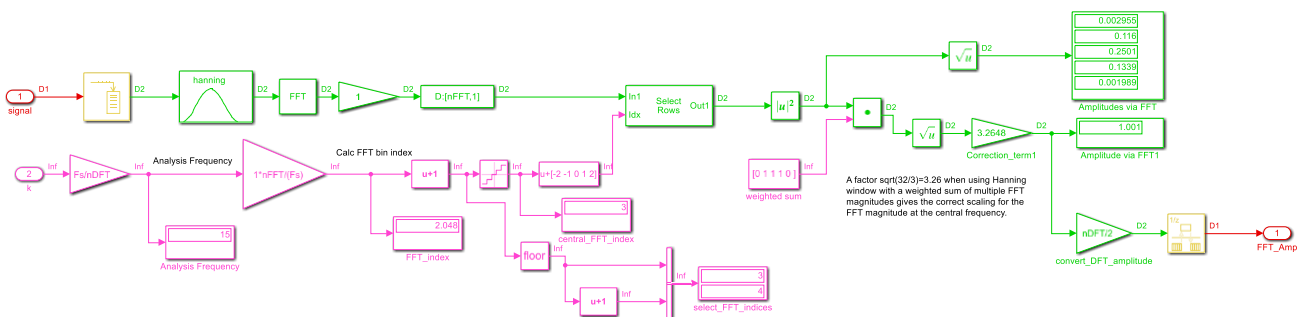 1
signal
D1
D2
hanning
D2
FFT
D2
1
D2
D:[nFFT,1]
D2
In1
Idx
Select
Rows
Out1
D2
|u|²
D2
√u
D2
0.002955
0.116
0.2501
0.1339
0.001989
Amplitudes via FFT
D2
√u
D2
3.2648
Correction_term1
D2
1.001
Amplitude via FFT1
2
k
Inf
Fs/nDFT
Inf
Analysis Frequency
1*nFFT/(Fs)
Inf
Calc FFT bin index
u+1
Inf
Inf
u+[-2 -1 0 1 2]
Inf
[0 1 1 1 0 ]
weighted sum
Inf
A factor sqrt(32/3)=3.26 when using Hanning
window with a weighted sum of multiple FFT
magnitudes gives the correct scaling for the
FFT magnitude at the central frequency.
15
Analysis Frequency
2.048
FFT_index
3
central_FFT_index
floor
Inf
u+1
Inf
Inf
3
4
select_FFT_indices
nDFT/2
convert_DFT_amplitude
D2
D1
1
FFT_Amp